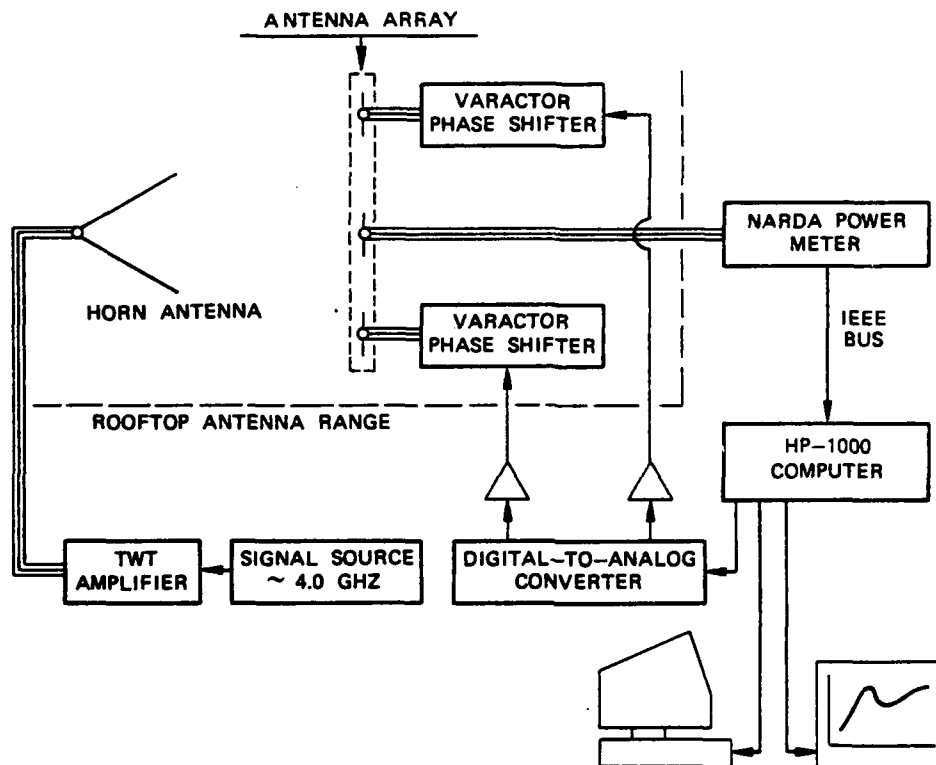 ANTENNA ARRAY
VARACTOR
PHASE SHIFTER
NARDA POWER
METER
HORN ANTENNA
VARACTOR
PHASE SHIFTER
IEEE
BUS
ROOFTOP ANTENNA RANGE
HP-1000
COMPUTER
TWT
AMPLIFIER
SIGNAL SOURCE
~ 4.0 GHZ
DIGITAL-TO-ANALOG
CONVERTER